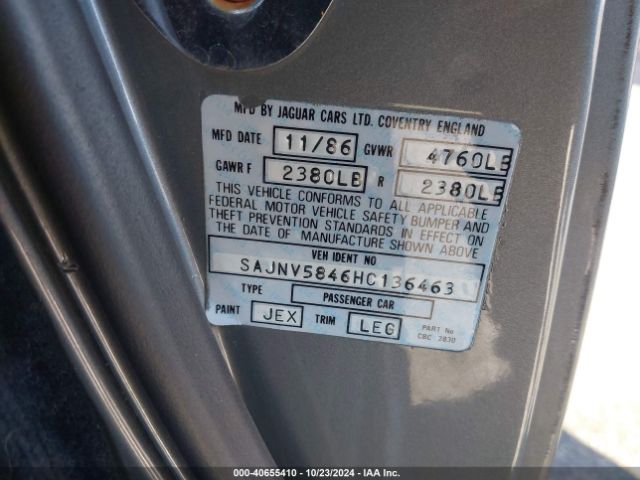 MFD BY JAGUAR CARS LTD. COVENTRY ENGLAND
MFD DATE 11/86 GVWR 4760LB
GAWR F 2380LB R 2380LB
THIS VEHICLE CONFORMS TO ALL APPLICABLE
FEDERAL MOTOR VEHICLE SAFETY BUMPER AND
THEFT PREVENTION STANDARDS IN EFFECT ON
THE DATE OF MANUFACTURE SHOWN ABOVE
VEH IDENT NO
SAJNV5846HC136463
TYPE PASSENGER CAR
PAINT JEX TRIM LEG PART No
CBC 2830
000-40655410 - 10/23/2024 - IAA Inc.